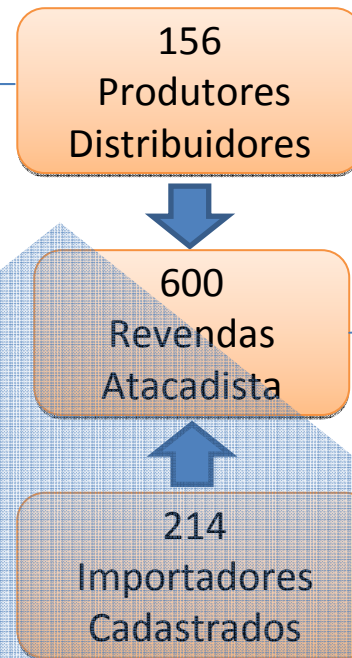 156
Produtores
Distribuidores
600
Revendas
Atacadista
214
Importadores
Cadastrados